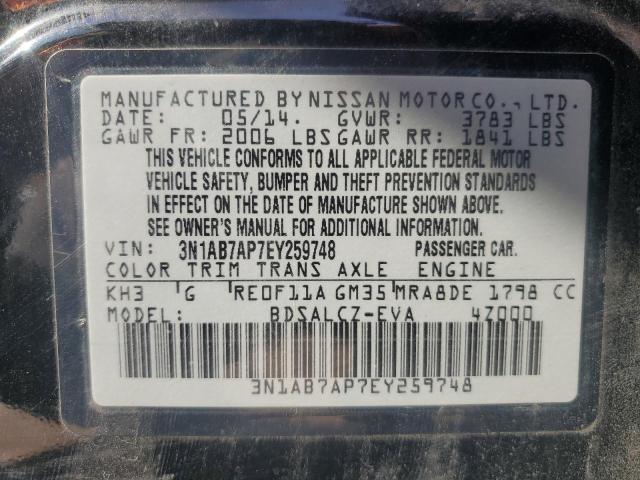 MANUFACTURED BY NISSAN MOTOR CO., LTD.
DATE: 05/14. GVWR: 3783 LBS
GAWR FR: 2006 LBS GAWR RR: 1841 LBS
THIS VEHICLE CONFORMS TO ALL APPLICABLE FEDERAL MOTOR
VEHICLE SAFETY, BUMPER AND THEFT PREVENTION STANDARDS
IN EFFECT ON THE DATE OF MANUFACTURE SHOWN ABOVE.
SEE OWNER'S MANUAL FOR ADDITIONAL INFORMATION.
VIN: 3N1AB7AP7EY259748 PASSENGER CAR.
COLOR TRIM TRANS AXLE ENGINE
KH3 G RE0F11A GM35 MRA8DE 1798 CC
MODEL: BDSALCZ-EVA 4Z000
3N1AB7AP7EY259748